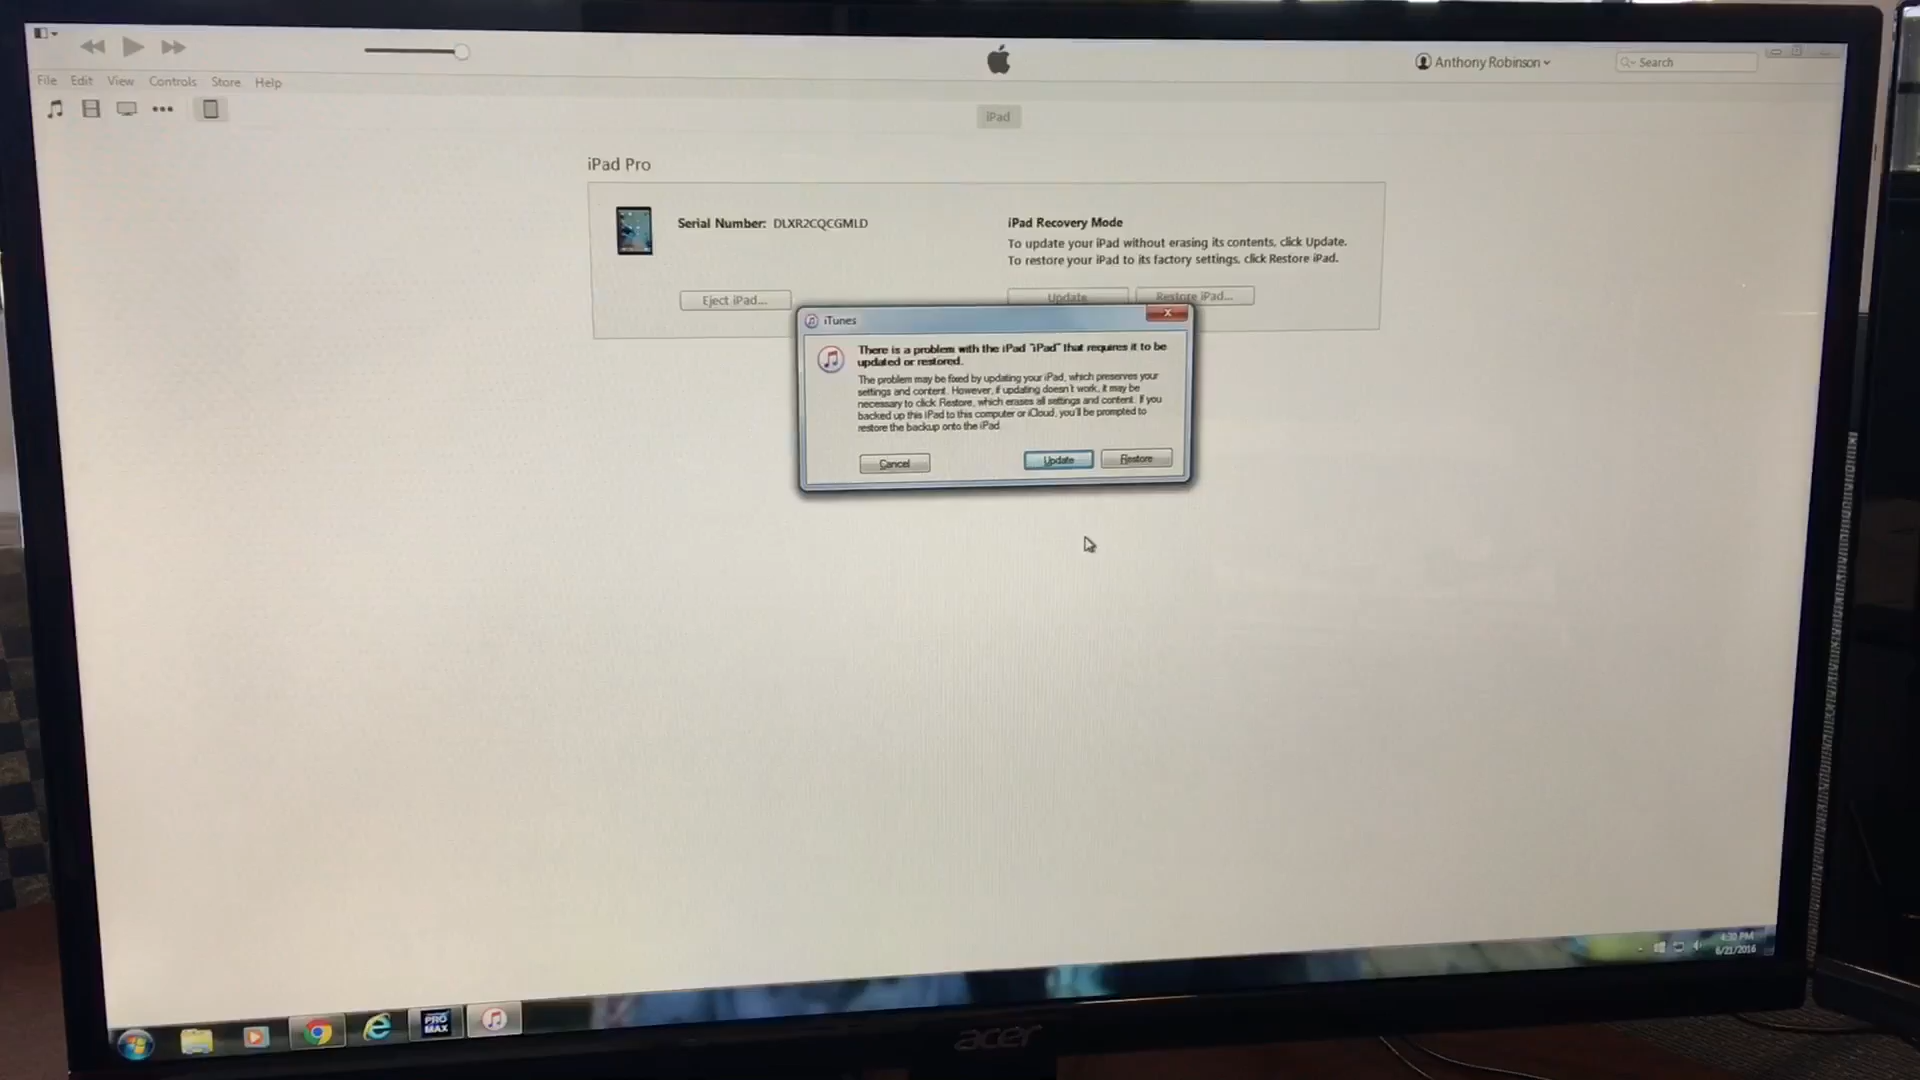 Anthony Robinson
Search
File Edit View Controls Store Help
iPad
iPad Pro
Serial Number: DLXR2CQCGMLD
iPad Recovery Mode
To update your iPad without erasing its contents, click Update.
To restore your iPad to its factory settings, click Restore iPad.
Eject iPad...
Update
Restore iPad...
iTunes
There is a problem with the iPad "iPad" that requires it to be
updated or restored.
The problem may be fixed by updating your iPad, which preserves your
settings and content. However, if updating doesn't work, it may be
necessary to click Restore, which erases all settings and content. If you
backed up this iPad to this computer or iCloud, you'll be prompted to
restore the backup onto the iPad.
Cancel
Update
Restore
4:30 PM
6/21/2016
PRO
MAX
acer